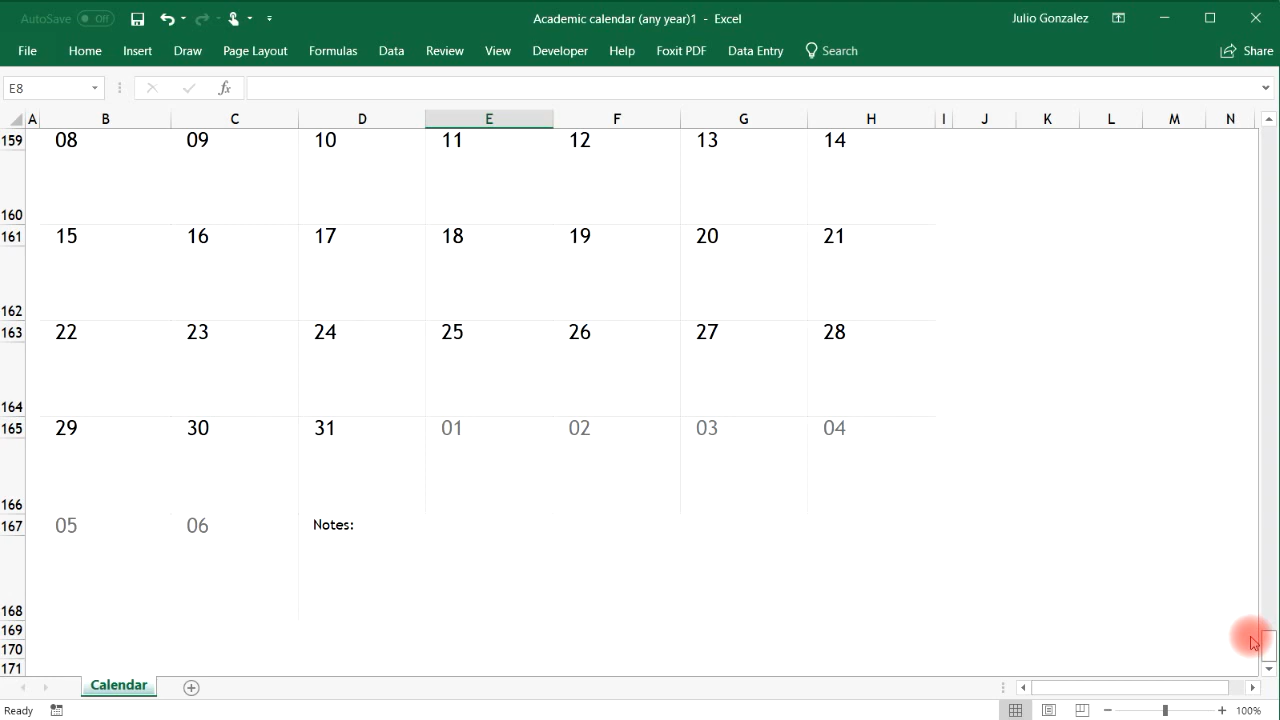 AutoSave Off Academic calendar (any year)1 - Excel Julio Gonzalez
File Home Insert Draw Page Layout Formulas Data Review View Developer Help Foxit PDF Data Entry Search Share
E8 fx
A B C D E F G H I J K L M N
159 08 09 10 11 12 13 14
160
161 15 16 17 18 19 20 21
162
163 22 23 24 25 26 27 28
164
165 29 30 31 01 02 03 04
166
167 05 06 Notes:
168
169
170
171
Calendar
Ready 100%